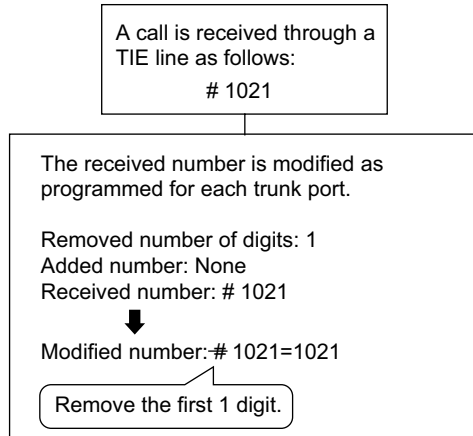 A call is received through a
TIE line as follows:
# 1021
The received number is modified as
programmed for each trunk port.
Removed number of digits: 1
Added number: None
Received number: # 1021
Modified number: # 1021=1021
Remove the first 1 digit.